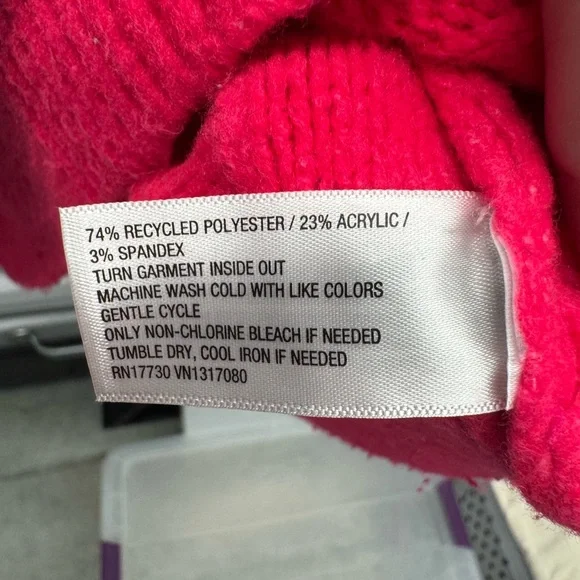 74% RECYCLED POLYESTER / 23% ACRYLIC /
3% SPANDEX
TURN GARMENT INSIDE OUT
MACHINE WASH COLD WITH LIKE COLORS
GENTLE CYCLE
ONLY NON-CHLORINE BLEACH IF NEEDED
TUMBLE DRY, COOL IRON IF NEEDED
RN17730 VN1317080